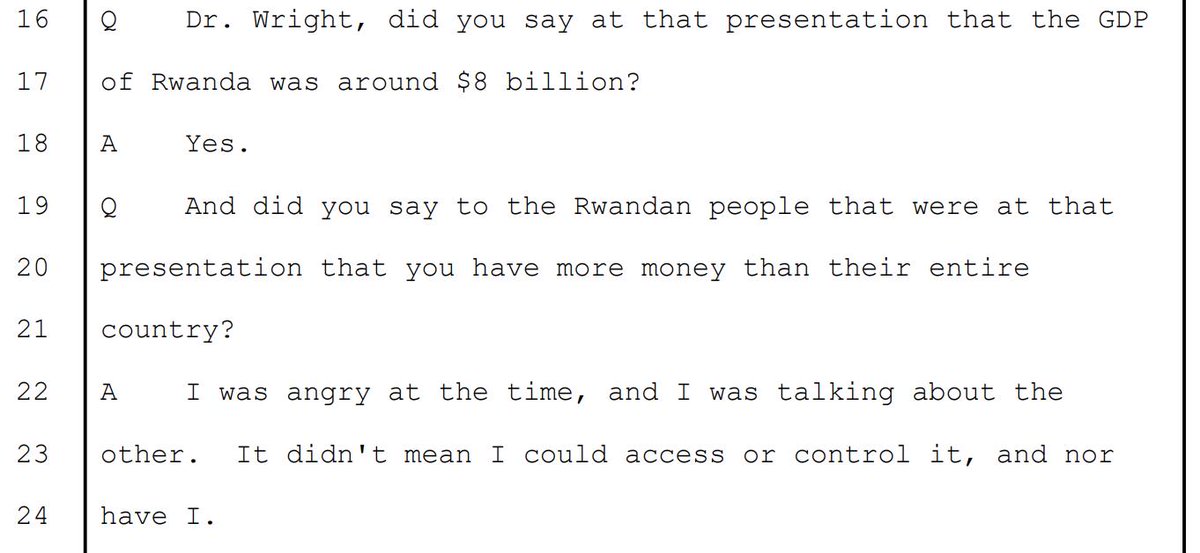 16 Q Dr. Wright, did you say at that presentation that the GDP
17 of Rwanda was around $8 billion?
18 A Yes.
19 Q And did you say to the Rwandan people that were at that
20 presentation that you have more money than their entire
21 country?
22 A I was angry at the time, and I was talking about the
23 other. It didn't mean I could access or control it, and nor
24 have I.